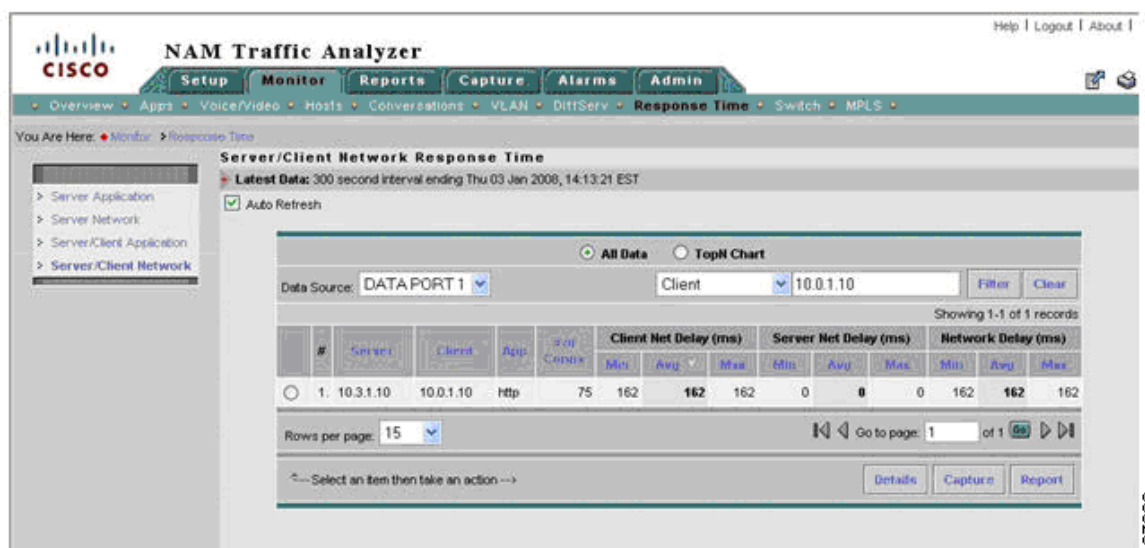 Help | Logout | About |
CISCO
NAM Traffic Analyzer
Setup Monitor Reports Capture Alarms Admin
Overview Apps Voice/Video Hosts Conversations VLAN DiffServ Response Time Switch MPLS
You Are Here: Monitor > Response Time
Server/Client Network Response Time
Latest Data: 300 second interval ending Thu 03 Jan 2008, 14:13:21 EST
Auto Refresh
> Server Application
> Server Network
> Server/Client Application
> Server/Client Network
All Data TopN Chart
Data Source: DATA PORT 1 Client 10.0.1.10 Filter Clear
Showing 1-1 of 1 records
# Server Client App # of Conns Client Net Delay (ms) Server Net Delay (ms) Network Delay (ms)
Min Avg Max Min Avg Max Min Avg Max
1. 10.3.1.10 10.0.1.10 http 75 162 162 162 0 0 0 162 162 162
Rows per page: 15 Go to page: 1 of 1 Go
^--- Select an item then take an action --> Details Capture Report